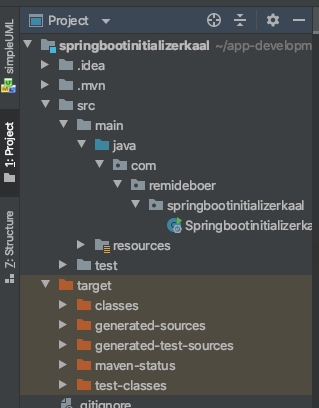 Project
springbootinitializerkaal ~/app-developm
.idea
.mvn
src
main
java
com
remideboer
springbootinitializerkaal
Springbootinitializerka
resources
test
target
classes
generated-sources
generated-test-sources
maven-status
test-classes
.gitignore
simpleUML
1: Project
7: Structure